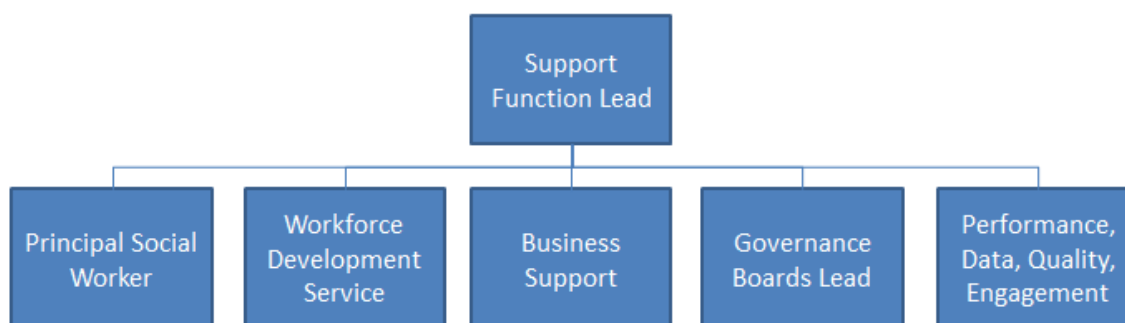 Support
Function Lead
Principal Social
Worker
Workforce
Development
Service
Business
Support
Governance
Boards Lead
Performance,
Data, Quality,
Engagement